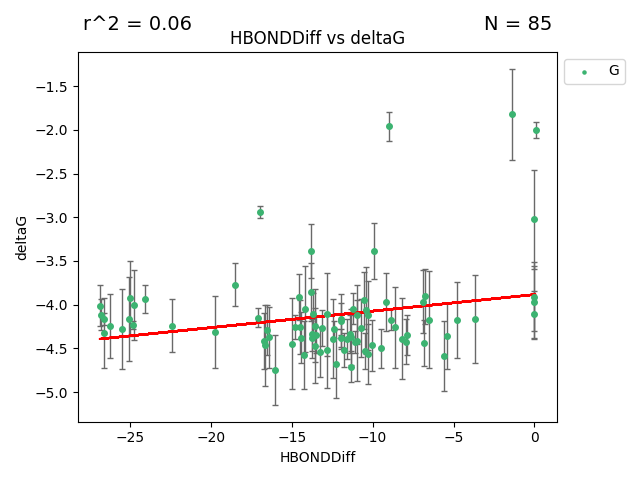 r^2 = 0.06
N = 85
HBONDDiff vs deltaG
G
−1.5
−2.0
−2.5
−3.0
−3.5
−4.0
−4.5
−5.0
deltaG
−25
−20
−15
−10
−5
0
HBONDDiff